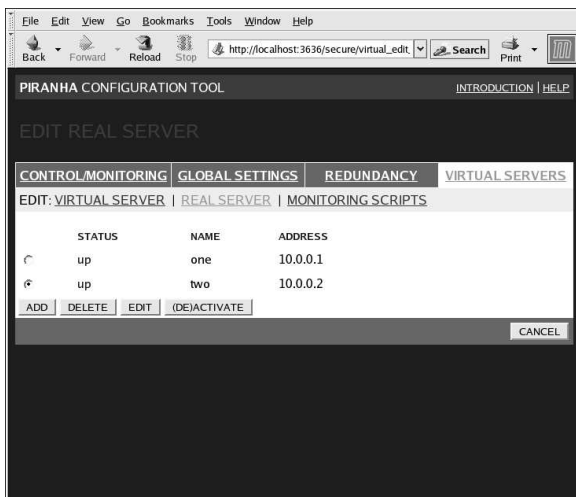 File Edit View Go Bookmarks Tools Window Help
Back Forward Reload Stop http://localhost:3636/secure/virtual_edit_ Search Print
PIRANHA CONFIGURATION TOOL INTRODUCTION | HELP
EDIT REAL SERVER
CONTROL/MONITORING GLOBAL SETTINGS REDUNDANCY VIRTUAL SERVERS
EDIT: VIRTUAL SERVER | REAL SERVER | MONITORING SCRIPTS
STATUS NAME ADDRESS
up one 10.0.0.1
up two 10.0.0.2
ADD DELETE EDIT (DE)ACTIVATE
CANCEL